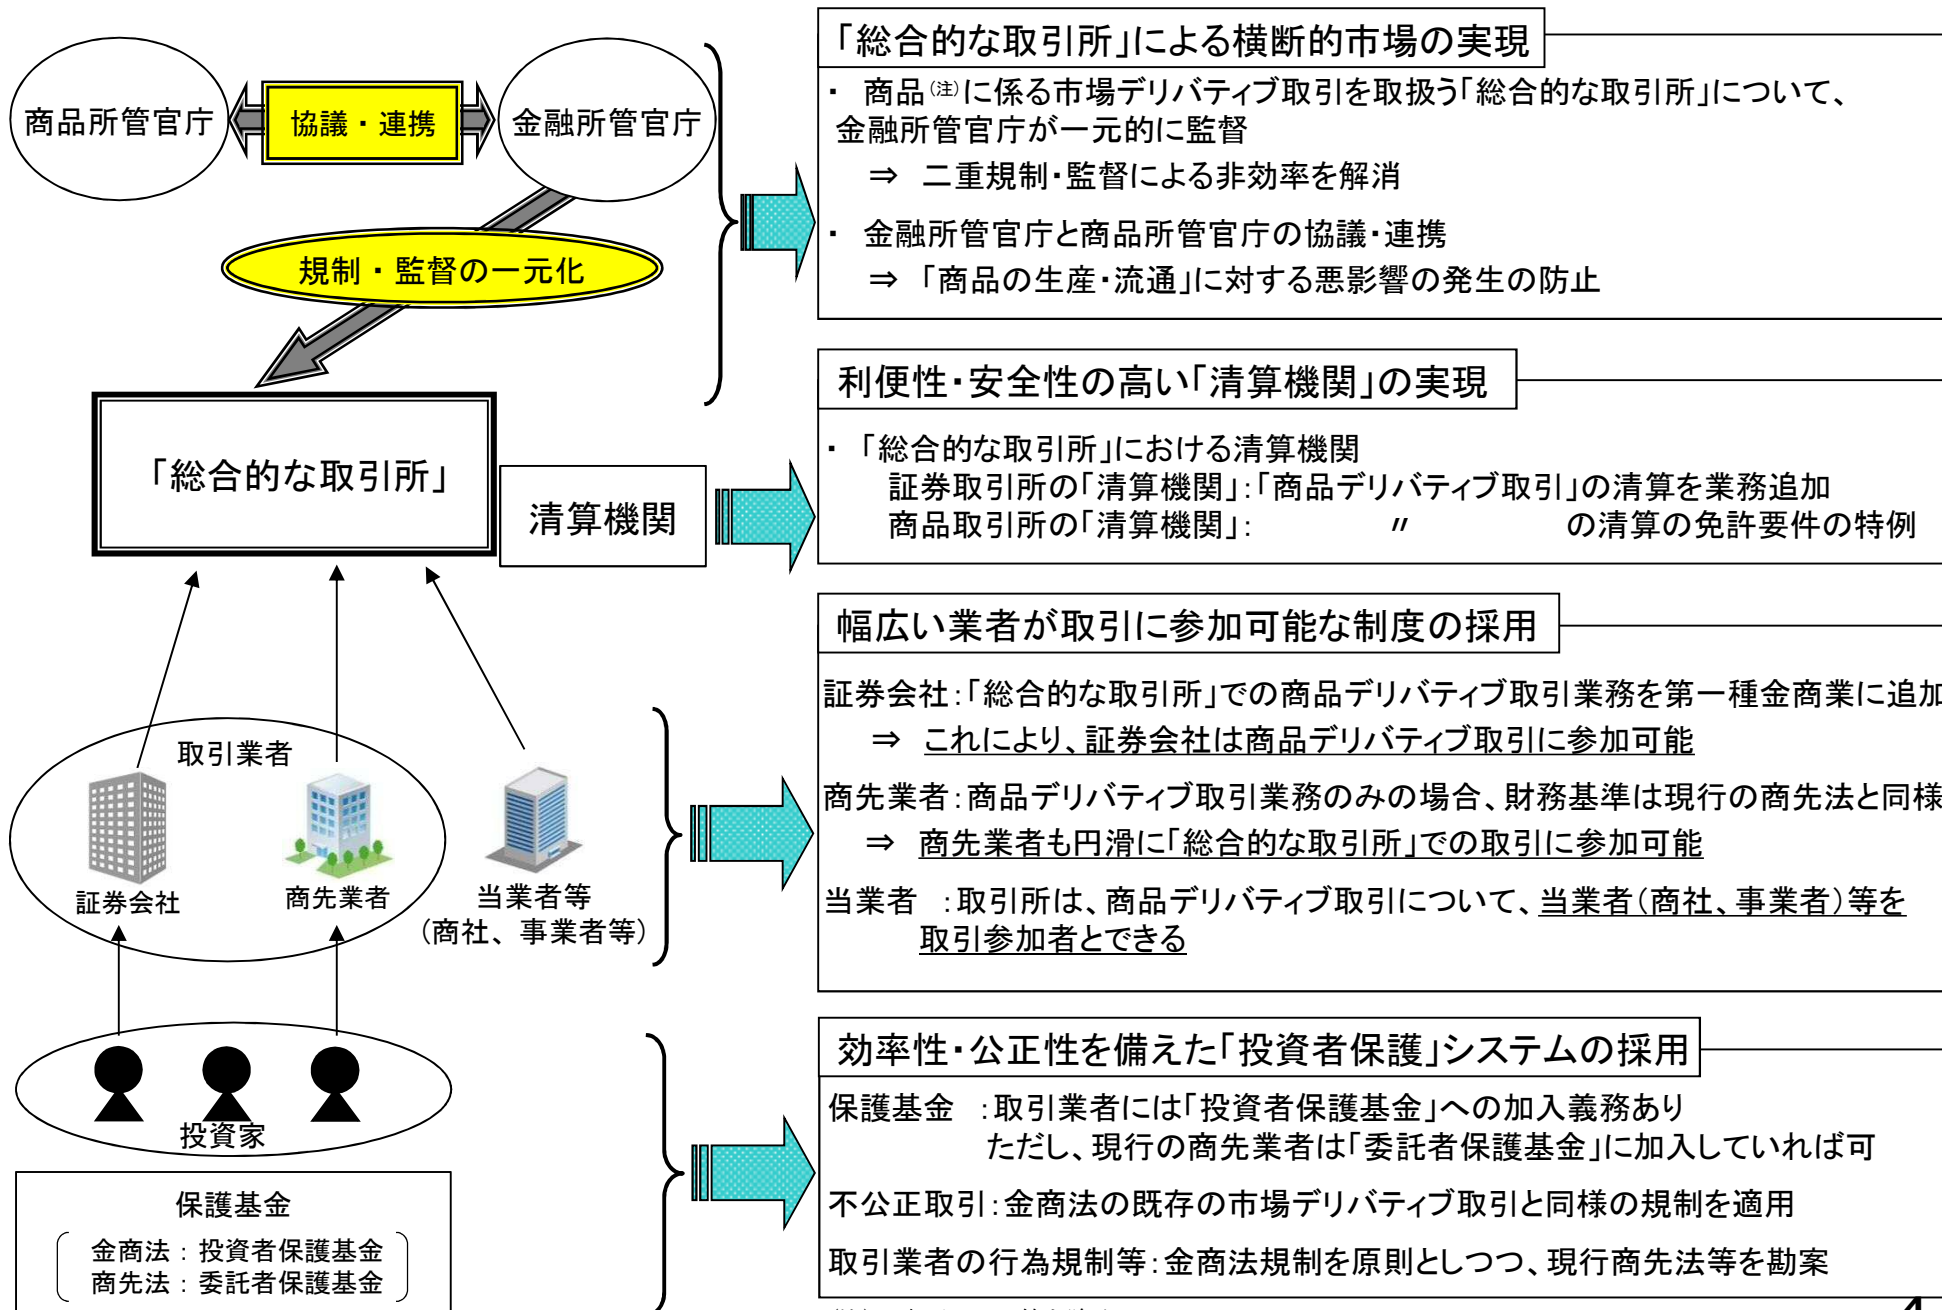 商品所管官庁
協議・連携
金融所管官庁
規制・監督の一元化
「総合的な取引所」
清算機関
取引業者
証券会社
商先業者
当業者等
(商社、事業者等)
投資家
保護基金
金商法:投資者保護基金
商先法:委託者保護基金
「総合的な取引所」による横断的市場の実現
・ 商品(注)に係る市場デリバティブ取引を取扱う「総合的な取引所」について、
金融所管官庁が一元的に監督
⇒ 二重規制・監督による非効率を解消
・ 金融所管官庁と商品所管官庁の協議・連携
⇒ 「商品の生産・流通」に対する悪影響の発生の防止
利便性・安全性の高い「清算機関」の実現
・ 「総合的な取引所」における清算機関
証券取引所の「清算機関」:「商品デリバティブ取引」の清算を業務追加
商品取引所の「清算機関」: 〃 の清算の免許要件の特例
幅広い業者が取引に参加可能な制度の採用
証券会社:「総合的な取引所」での商品デリバティブ取引業務を第一種金商業に追加
⇒ これにより、証券会社は商品デリバティブ取引に参加可能
商先業者:商品デリバティブ取引業務のみの場合、財務基準は現行の商先法と同様
⇒ 商先業者も円滑に「総合的な取引所」での取引に参加可能
当業者 :取引所は、商品デリバティブ取引について、当業者(商社、事業者)等を
取引参加者とできる
効率性・公正性を備えた「投資者保護」システムの採用
保護基金 :取引業者には「投資者保護基金」への加入義務あり
ただし、現行の商先業者は「委託者保護基金」に加入していれば可
不公正取引:金商法の既存の市場デリバティブ取引と同様の規制を適用
取引業者の行為規制等:金商法規制を原則としつつ、現行商先法等を勘案